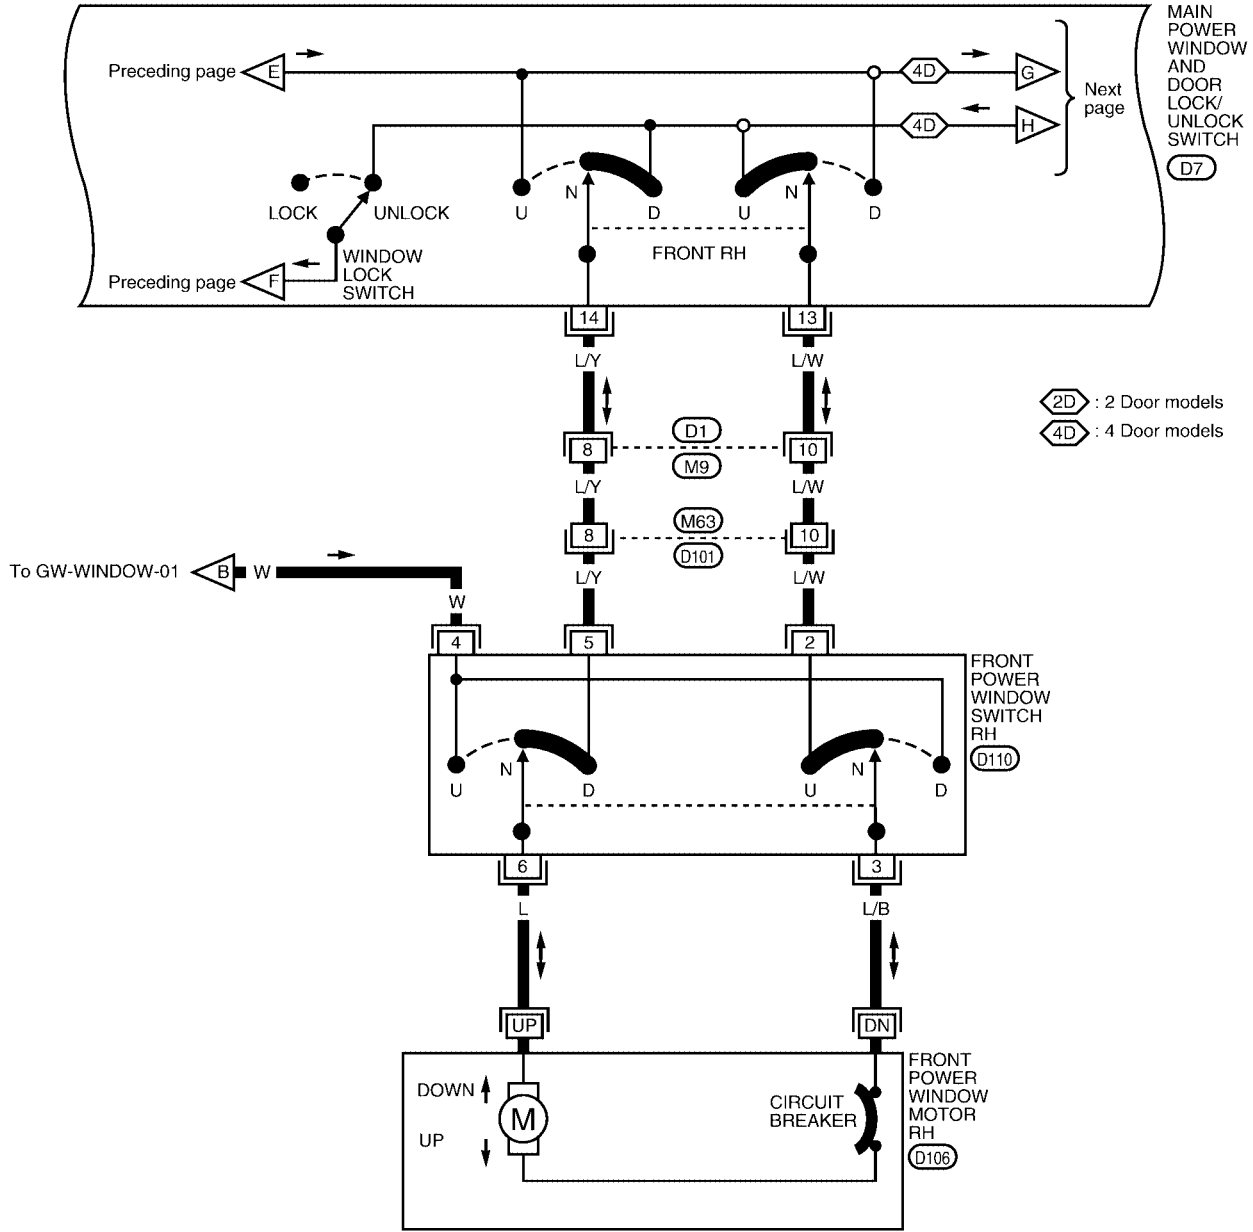 MAIN
POWER
WINDOW
AND
DOOR
LOCK/
UNLOCK
SWITCH
D7
Preceding page
E
4D
G
Next
page
4D
H
LOCK
UNLOCK
U
N
D
U
N
D
FRONT RH
WINDOW
LOCK
SWITCH
Preceding page
F
14
13
L/Y
L/W
2D : 2 Door models
4D : 4 Door models
8
D1
M9
10
L/Y
L/W
8
M63
D101
10
To GW-WINDOW-01
B
W
L/Y
L/W
W
4
5
2
FRONT
POWER
WINDOW
SWITCH
RH
D110
U
N
D
U
N
D
6
3
L
L/B
UP
DN
FRONT
POWER
WINDOW
MOTOR
RH
D106
DOWN
UP
M
CIRCUIT
BREAKER